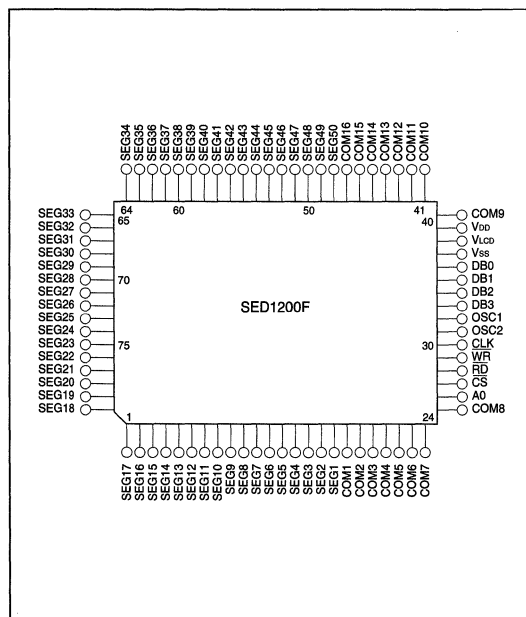 SEG34 SEG35 SEG36 SEG37 SEG38 SEG39 SEG40 SEG41 SEG42 SEG43 SEG44 SEG45 SEG46 SEG47 SEG48 SEG49 SEG50 COM16 COM15 COM14 COM13 COM12 COM11 COM10
64 60 50 41
SEG33 65 40 COM9
SEG32 VDD
SEG31 VLCD
SEG30 VSS
SEG29 DB0
SEG28 70 DB1
SEG27 DB2
SEG26 DB3
SED1200F
SEG25 OSC1
SEG24 OSC2
SEG23 75 30 CLK
SEG22 WR
SEG21 RD
SEG20 CS
SEG19 A0
SEG18 COM8
1 24
SEG17 SEG16 SEG15 SEG14 SEG13 SEG12 SEG11 SEG10 SEG9 SEG8 SEG7 SEG6 SEG5 SEG4 SEG3 SEG2 SEG1 COM1 COM2 COM3 COM4 COM5 COM6 COM7